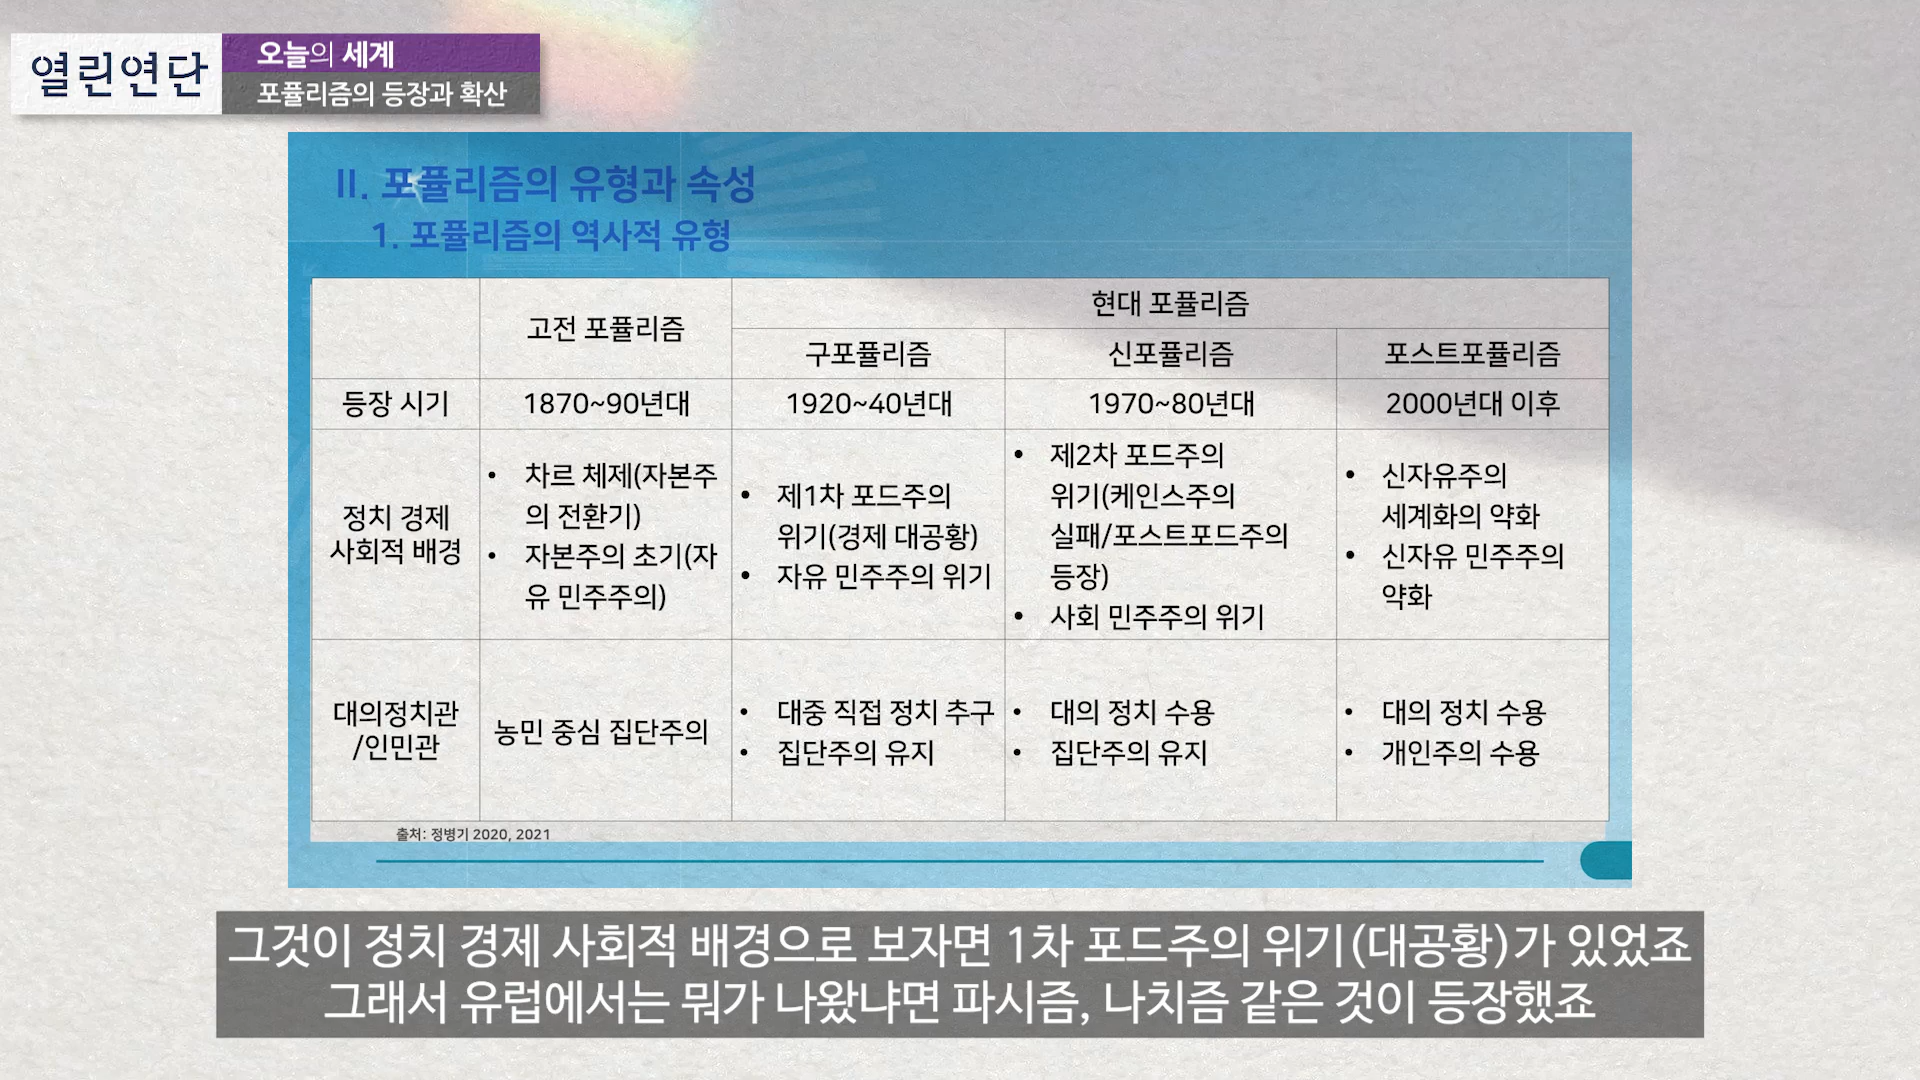 열린연단
오늘의 세계
포퓰리즘의 등장과 확산
II. 포퓰리즘의 유형과 속성
1. 포퓰리즘의 역사적 유형
고전 포퓰리즘
현대 포퓰리즘
구포퓰리즘
신포퓰리즘
포스트포퓰리즘
등장 시기
1870~90년대
1920~40년대
1970~80년대
2000년대 이후
정치 경제
사회적 배경
• 차르 체제(자본주
의 전환기)
• 자본주의 초기(자
유 민주주의)
• 제1차 포드주의
위기(경제 대공황)
• 자유 민주주의 위기
• 제2차 포드주의
위기(케인스주의
실패/포스트포드주의
등장)
• 사회 민주주의 위기
• 신자유주의
세계화의 약화
• 신자유 민주주의
약화
대의정치관
/인민관
농민 중심 집단주의
• 대중 직접 정치 추구
• 집단주의 유지
• 대의 정치 수용
• 집단주의 유지
• 대의 정치 수용
• 개인주의 수용
출처: 정병기 2020, 2021
그것이 정치 경제 사회적 배경으로 보자면 1차 포드주의 위기(대공황)가 있었죠
그래서 유럽에서는 뭐가 나왔냐면 파시즘, 나치즘 같은 것이 등장했죠